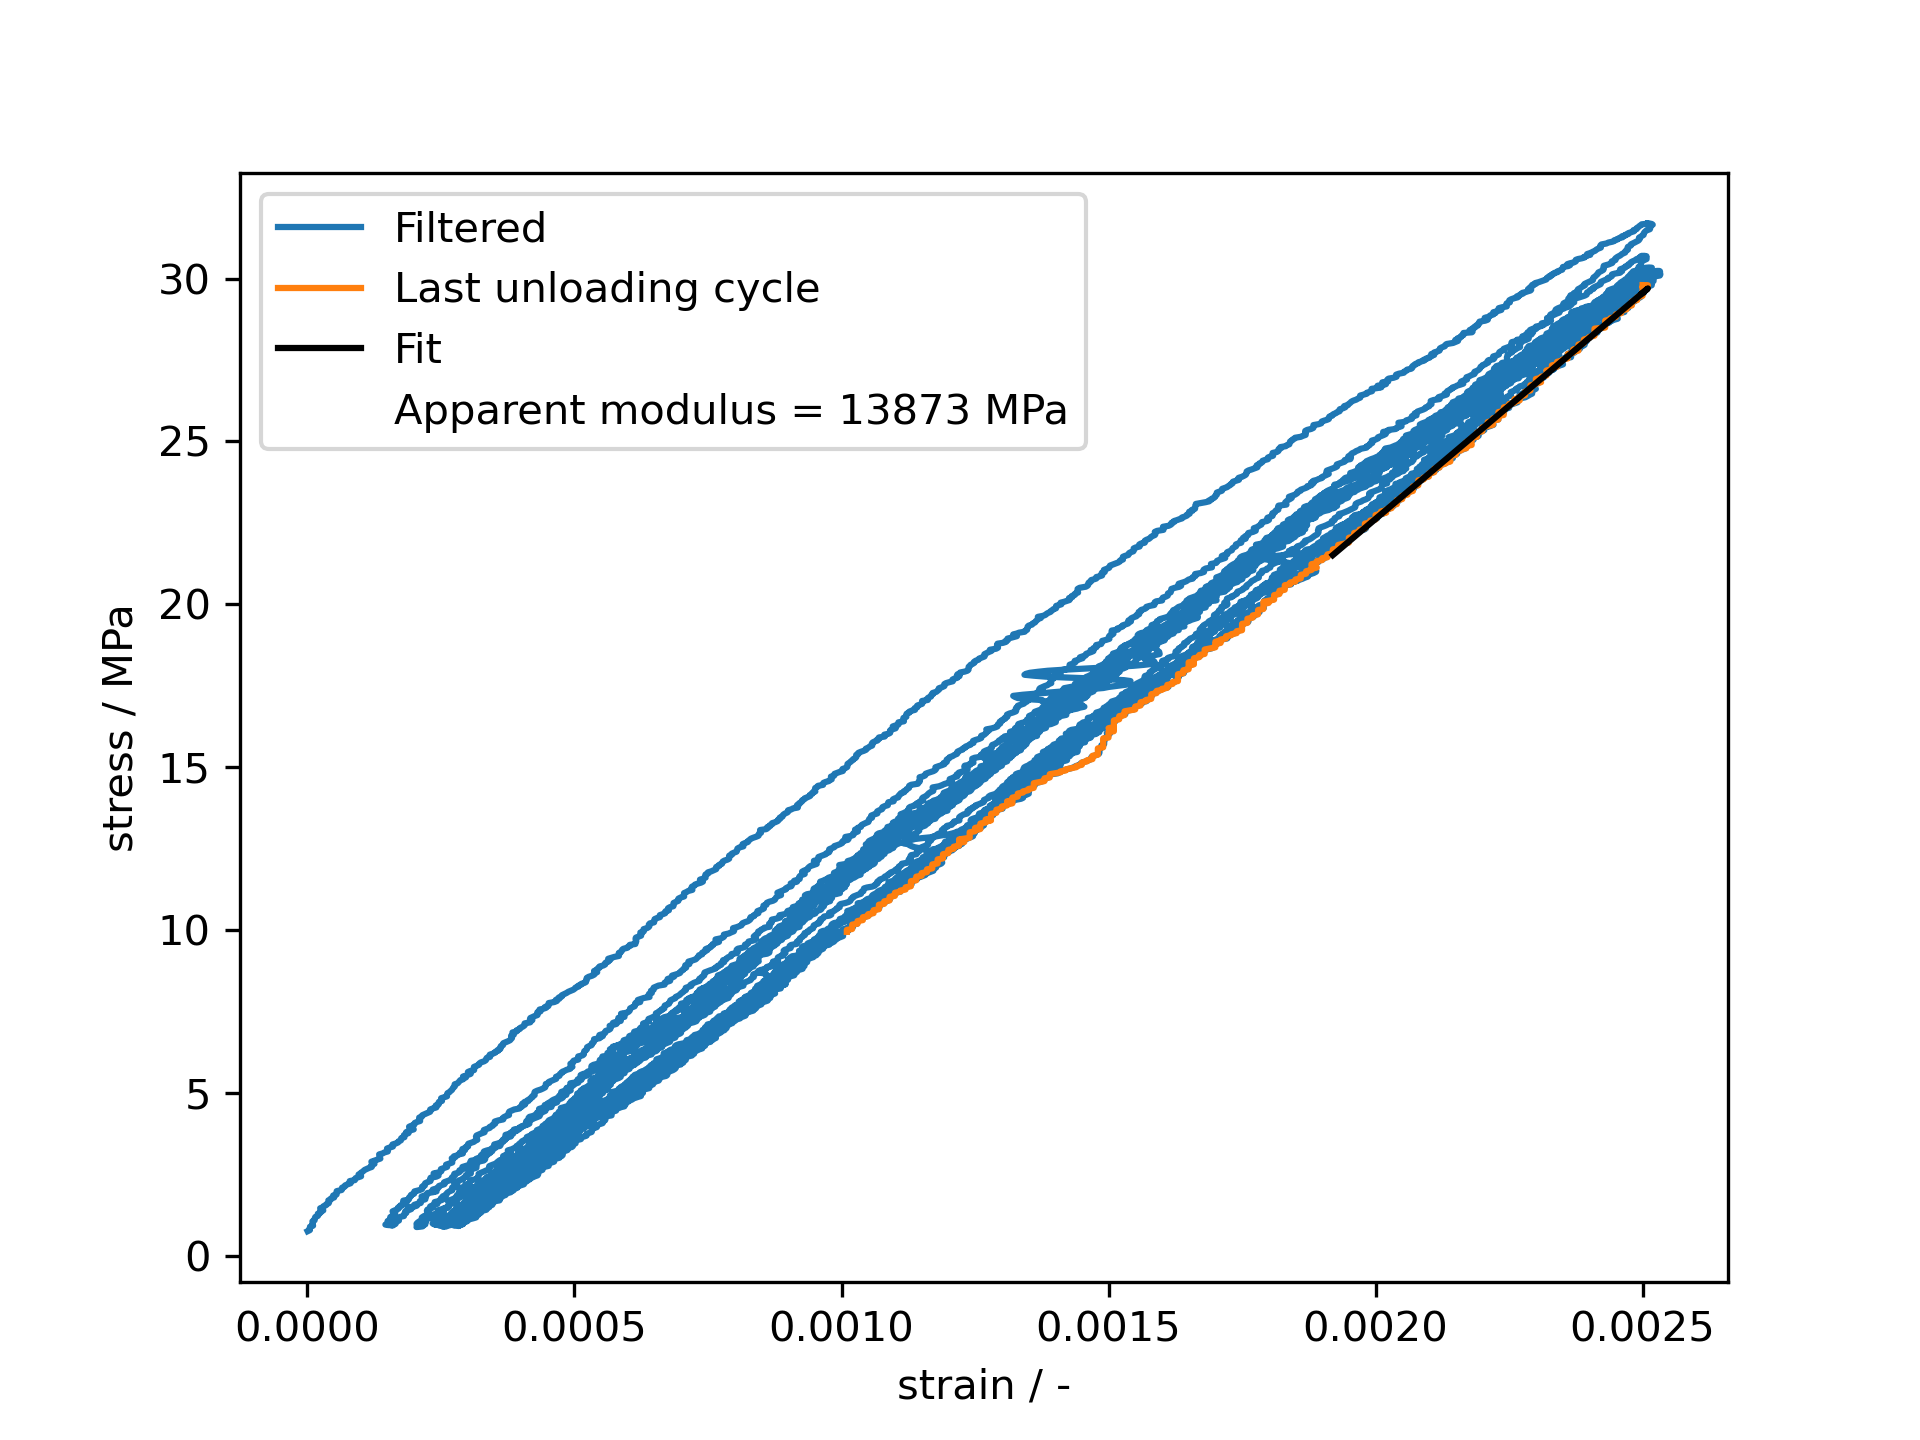 Filtered
Last unloading cycle
Fit
Apparent modulus = 13873 MPa
30
25
20
15
10
5
0
stress / MPa
0.0000 0.0005 0.0010 0.0015 0.0020 0.0025
strain / -